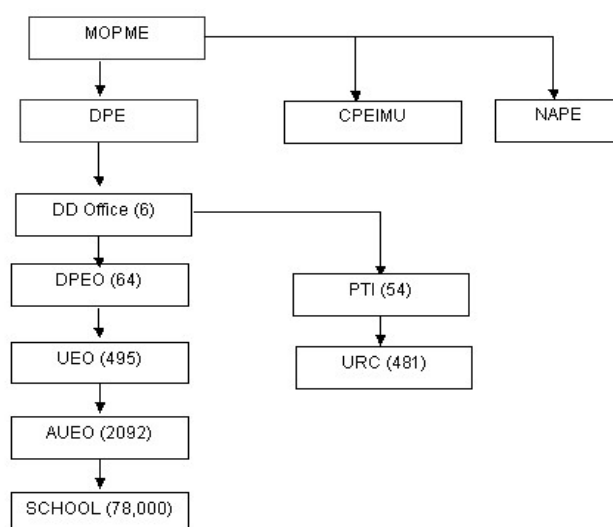 MOPME
DPE
CPEIMU
NAPE
DD Office (6)
DPEO (64)
PTI (54)
UEO (495)
URC (481)
AUEO (2092)
SCHOOL (78,000)